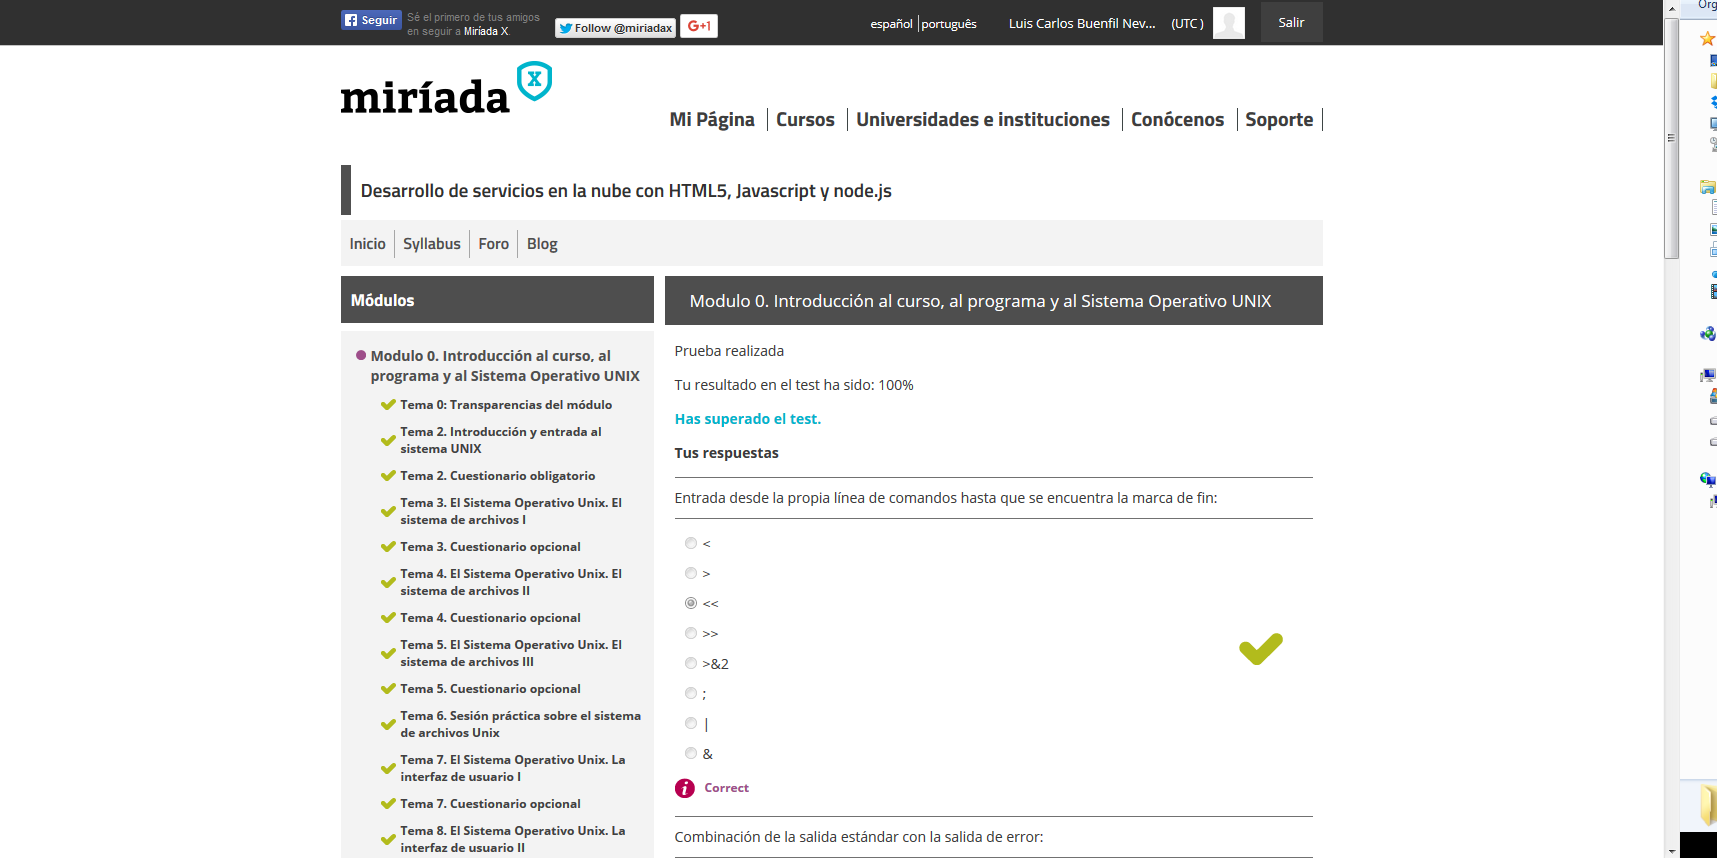 Seguir
Sé el primero de tus amigos
en seguir a Miríada X.
Follow @miriadax
G+1
español
português
Luis Carlos Buenfil Nev...
(UTC )
Salir
miríada X
Mi Página
Cursos
Universidades e instituciones
Conócenos
Soporte
Desarrollo de servicios en la nube con HTML5, Javascript y node.js
Inicio
Syllabus
Foro
Blog
Módulos
Modulo 0. Introducción al curso, al
programa y al Sistema Operativo UNIX
Tema 0: Transparencias del módulo
Tema 2. Introducción y entrada al
sistema UNIX
Tema 2. Cuestionario obligatorio
Tema 3. El Sistema Operativo Unix. El
sistema de archivos I
Tema 3. Cuestionario opcional
Tema 4. El Sistema Operativo Unix. El
sistema de archivos II
Tema 4. Cuestionario opcional
Tema 5. El Sistema Operativo Unix. El
sistema de archivos III
Tema 5. Cuestionario opcional
Tema 6. Sesión práctica sobre el sistema
de archivos Unix
Tema 7. El Sistema Operativo Unix. La
interfaz de usuario I
Tema 7. Cuestionario opcional
Tema 8. El Sistema Operativo Unix. La
interfaz de usuario II
Modulo 0. Introducción al curso, al programa y al Sistema Operativo UNIX
Prueba realizada
Tu resultado en el test ha sido: 100%
Has superado el test.
Tus respuestas
Entrada desde la propia línea de comandos hasta que se encuentra la marca de fin:
<
>
<<
>>
>&2
;
|
&
Correct
Combinación de la salida estándar con la salida de error:
Org